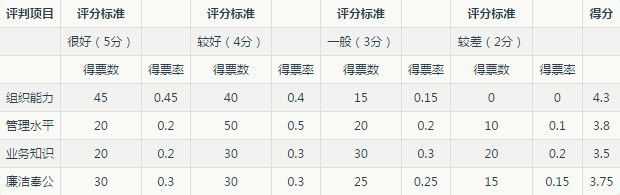 评判项目 评分标准 评分标准 评分标准 评分标准 得分
很好（5分） 较好（4分） 一般（3分） 较差（2分）
得票数 得票率 得票数 得票率 得票数 得票率 得票数 得票率
组织能力 45 0.45 40 0.4 15 0.15 0 0 4.3
管理水平 20 0.2 50 0.5 20 0.2 10 0.1 3.8
业务知识 20 0.2 30 0.3 30 0.3 20 0.2 3.5
廉洁奉公 30 0.3 30 0.3 25 0.25 15 0.15 3.75